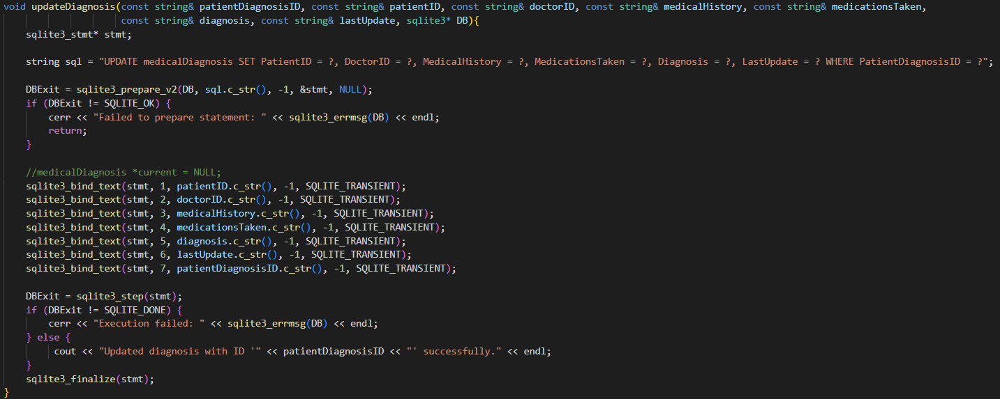 void updateDiagnosis(const string& patientDiagnosisID, const string& patientID, const string& doctorID, const string& medicalHistory, const string& medicationsTaken,
                     const string& diagnosis, const string& lastUpdate, sqlite3* DB){
    sqlite3_stmt* stmt;

    string sql = "UPDATE medicalDiagnosis SET PatientID = ?, DoctorID = ?, MedicalHistory = ?, MedicationsTaken = ?, Diagnosis = ?, LastUpdate = ? WHERE PatientDiagnosisID = ?";

    DBExit = sqlite3_prepare_v2(DB, sql.c_str(), -1, &stmt, NULL);
    if (DBExit != SQLITE_OK) {
        cerr << "Failed to prepare statement: " << sqlite3_errmsg(DB) << endl;
        return;
    }

    //medicalDiagnosis *current = NULL;
    sqlite3_bind_text(stmt, 1, patientID.c_str(), -1, SQLITE_TRANSIENT);
    sqlite3_bind_text(stmt, 2, doctorID.c_str(), -1, SQLITE_TRANSIENT);
    sqlite3_bind_text(stmt, 3, medicalHistory.c_str(), -1, SQLITE_TRANSIENT);
    sqlite3_bind_text(stmt, 4, medicationsTaken.c_str(), -1, SQLITE_TRANSIENT);
    sqlite3_bind_text(stmt, 5, diagnosis.c_str(), -1, SQLITE_TRANSIENT);
    sqlite3_bind_text(stmt, 6, lastUpdate.c_str(), -1, SQLITE_TRANSIENT);
    sqlite3_bind_text(stmt, 7, patientDiagnosisID.c_str(), -1, SQLITE_TRANSIENT);

    DBExit = sqlite3_step(stmt);
    if (DBExit != SQLITE_DONE) {
        cerr << "Execution failed: " << sqlite3_errmsg(DB) << endl;
    } else {
         cout << "Updated diagnosis with ID '" << patientDiagnosisID << "' successfully." << endl;
    }
    sqlite3_finalize(stmt);
}